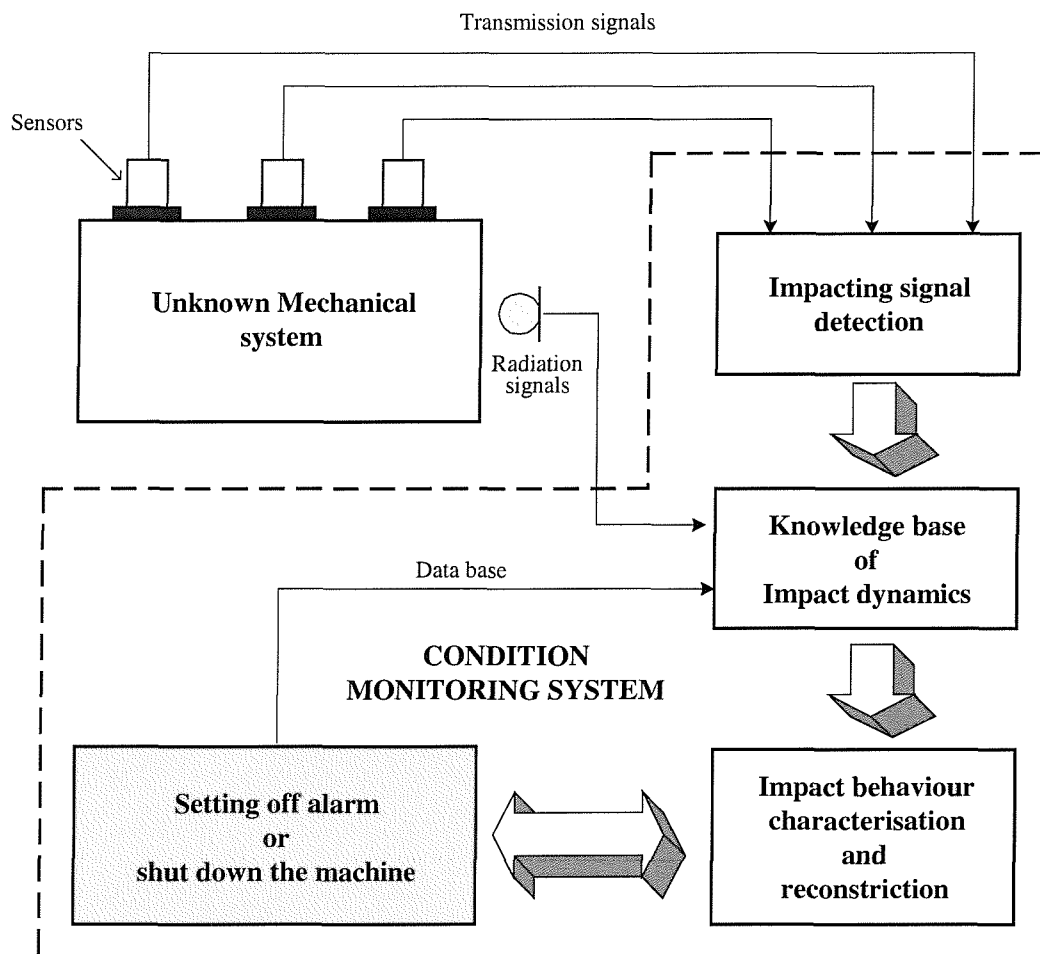 Transmission signals
Sensors
Unknown Mechanical
system
Impacting signal
detection
Radiation
signals
Knowledge base
of
Impact dynamics
Data base
CONDITION
MONITORING SYSTEM
Setting off alarm
or
shut down the machine
Impact behaviour
characterisation
and
reconstriction